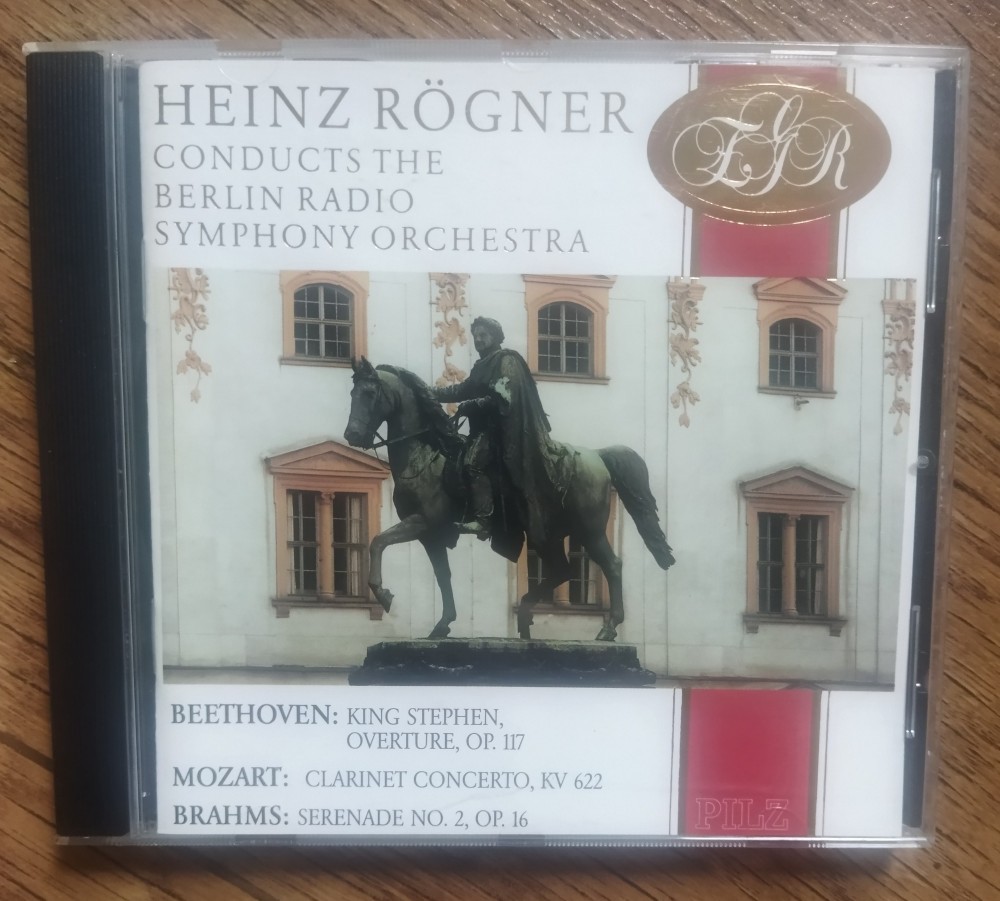 HEINZ RÖGNER
CONDUCTS THE
BERLIN RADIO
SYMPHONY ORCHESTRA
EGR
BEETHOVEN: KING STEPHEN,
OVERTURE, OP. 117
MOZART: CLARINET CONCERTO, KV 622
BRAHMS: SERENADE NO. 2, OP. 16
PILZ